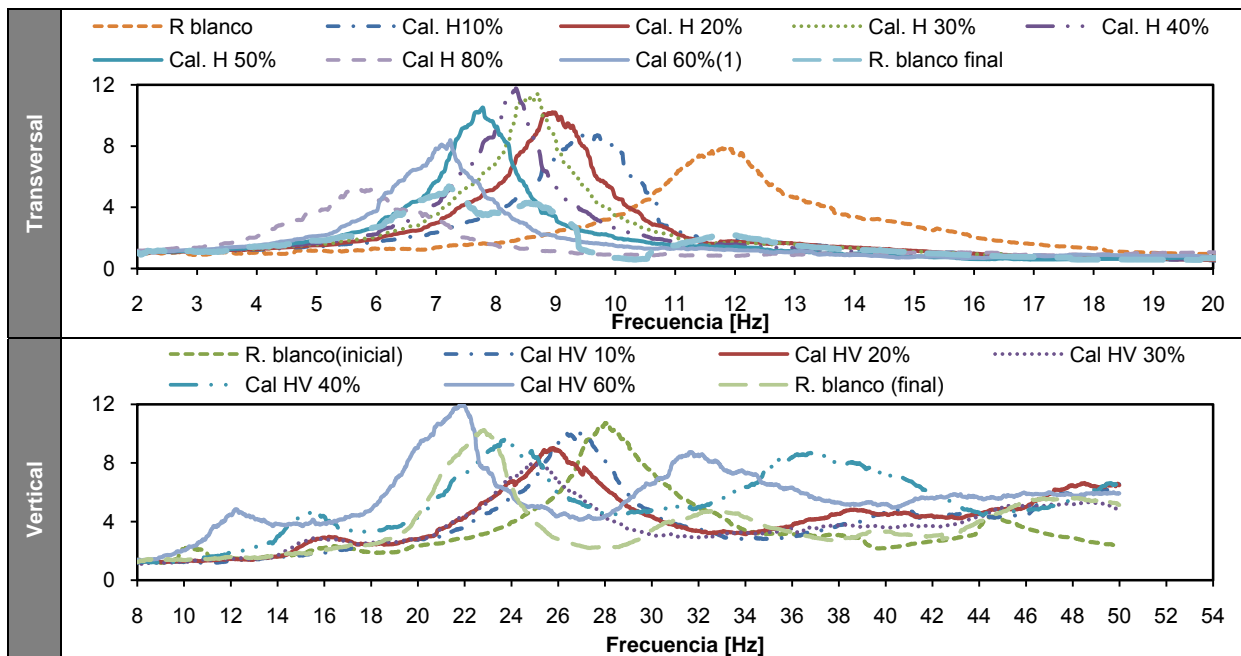 Transversal
R blanco Cal. H10% Cal. H 20% Cal. H 30% Cal. H 40%
Cal. H 50% Cal H 80% Cal 60%(1) R. blanco final
12
8
4
0
2 3 4 5 6 7 8 9 10 11 12 13 14 15 16 17 18 19 20
Frecuencia [Hz]
Vertical
R. blanco(inicial) Cal HV 10% Cal HV 20% Cal HV 30%
Cal HV 40% Cal HV 60% R. blanco (final)
12
8
4
0
8 10 12 14 16 18 20 22 24 26 28 30 32 34 36 38 40 42 44 46 48 50 54
Frecuencia [Hz]